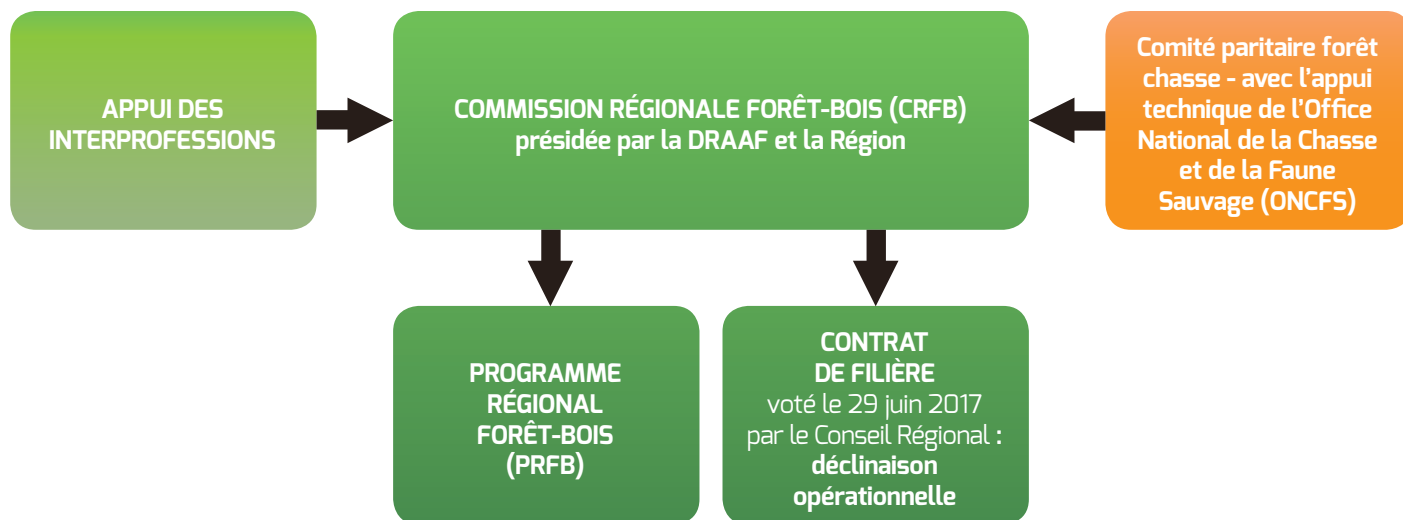 APPUI DES
INTERPROFESSIONS
COMMISSION RÉGIONALE FORÊT-BOIS (CRFB)
présidée par la DRAAF et la Région
Comité paritaire forêt
chasse - avec l’appui
technique de l’Office
National de la Chasse
et de la Faune
Sauvage (ONCFS)
PROGRAMME
RÉGIONAL
FORÊT-BOIS
(PRFB)
CONTRAT
DE FILIÈRE
voté le 29 juin 2017
par le Conseil Régional :
déclinaison
opérationnelle